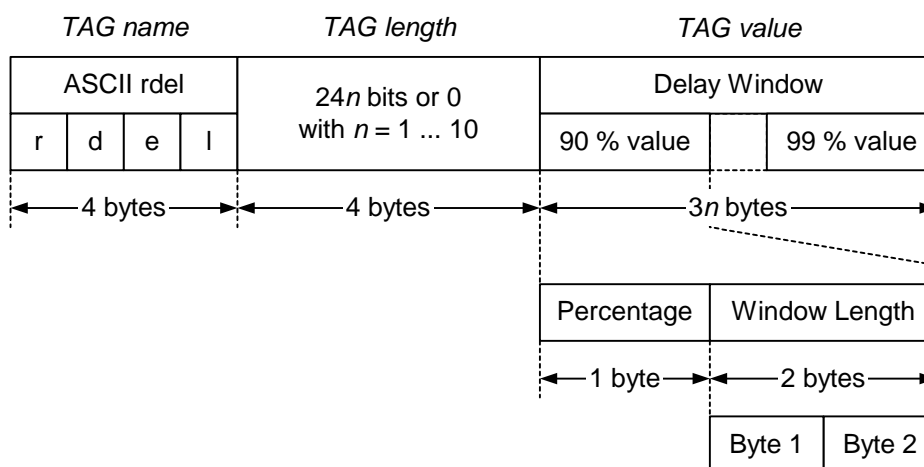 TAG name TAG length TAG value
ASCII rdel
24n bits or 0
with n = 1 ... 10
Delay Window
r d e l
90 % value 99 % value
4 bytes 4 bytes 3n bytes
Percentage Window Length
1 byte 2 bytes
Byte 1 Byte 2